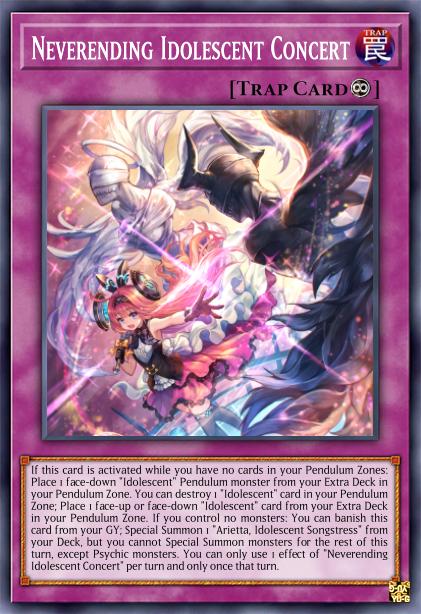 NEVERENDING IDOLESCENT CONCERT
TRAP
罠
[TRAP CARD ]
If this card is activated while you have no cards in your Pendulum Zones:
Place 1 face-down "Idolescent" Pendulum monster from your Extra Deck in
your Pendulum Zone. You can destroy 1 "Idolescent" card in your Pendulum
Zone; Place 1 face-up or face-down "Idolescent" card from your Extra Deck
in your Pendulum Zone. If you control no monsters: You can banish this
card from your GY; Special Summon 1 "Arietta, Idolescent Songstress" from
your Deck, but you cannot Special Summon monsters for the rest of this
turn, except Psychic monsters. You can only use 1 effect of "Neverending
Idolescent Concert" per turn and only once that turn.